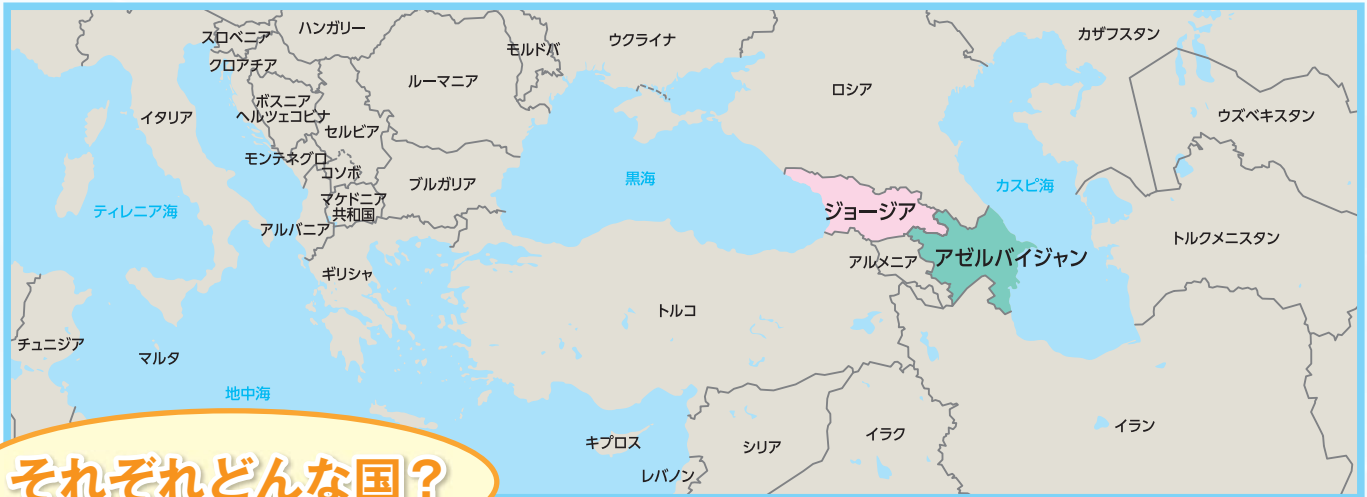 ハンガリー
スロベニア
クロアチア
モルドバ
ウクライナ
カザフスタン
ルーマニア
ロシア
イタリア
ボスニア
ヘルツェコビナ
セルビア
ウズベキスタン
モンテネグロ
コソボ
ブルガリア
黒海
カスピ海
マケドニア
共和国
ティレニア海
アルバニア
ジョージア
トルクメニスタン
アルメニア
アゼルバイジャン
ギリシャ
トルコ
チュニジア
マルタ
地中海
キプロス
シリア
イラク
イラン
レバノン
それぞれどんな国？